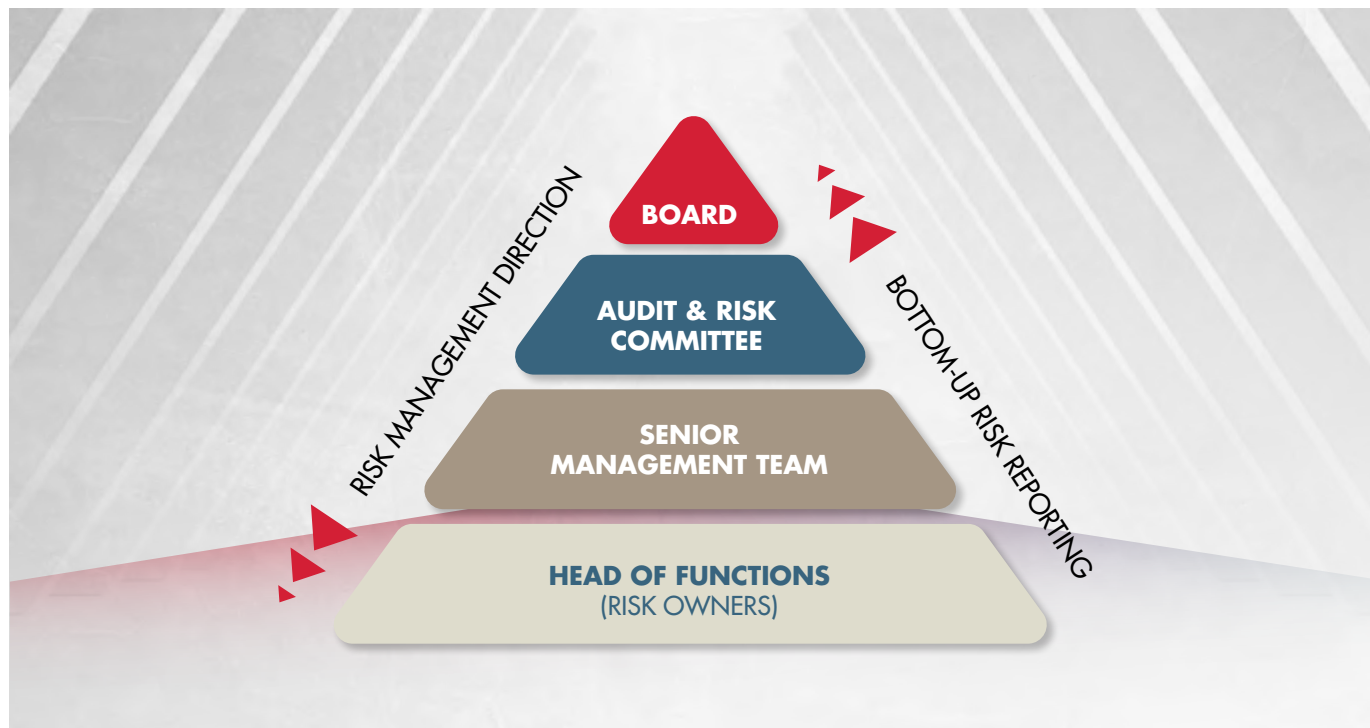 BOARD
AUDIT & RISK
COMMITTEE
SENIOR
MANAGEMENT TEAM
HEAD OF FUNCTIONS
(RISK OWNERS)
RISK MANAGEMENT DIRECTION
BOTTOM-UP RISK REPORTING